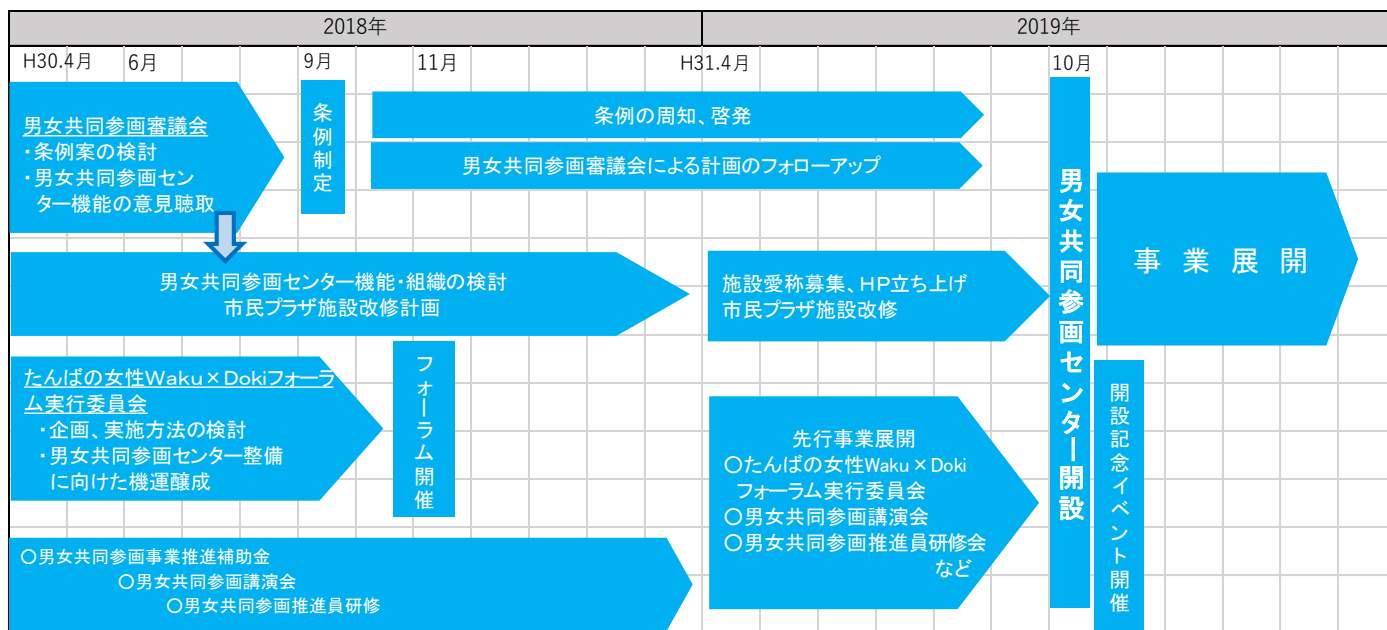 2018年
2019年
H30.4月
6月
9月
11月
H31.4月
10月
男女共同参画審議会
・条例案の検討
・男女共同参画セン
ター機能の意見聴取
条例制定
条例の周知、啓発
男女共同参画審議会による計画のフォローアップ
男女共同参画センター機能・組織の検討
市民プラザ施設改修計画
施設愛称募集、HP立ち上げ
市民プラザ施設改修
男女共同参画センター開設
事業展開
たんばの女性Waku×Dokiフォーラ
ム実行委員会
・企画、実施方法の検討
・男女共同参画センター整備
に向けた機運醸成
フォーラム開催
先行事業展開
○たんばの女性Waku×Doki
フォーラム実行委員会
○男女共同参画講演会
○男女共同参画推進員研修会
など
開設記念イベント開催
○男女共同参画事業推進補助金
○男女共同参画講演会
○男女共同参画推進員研修